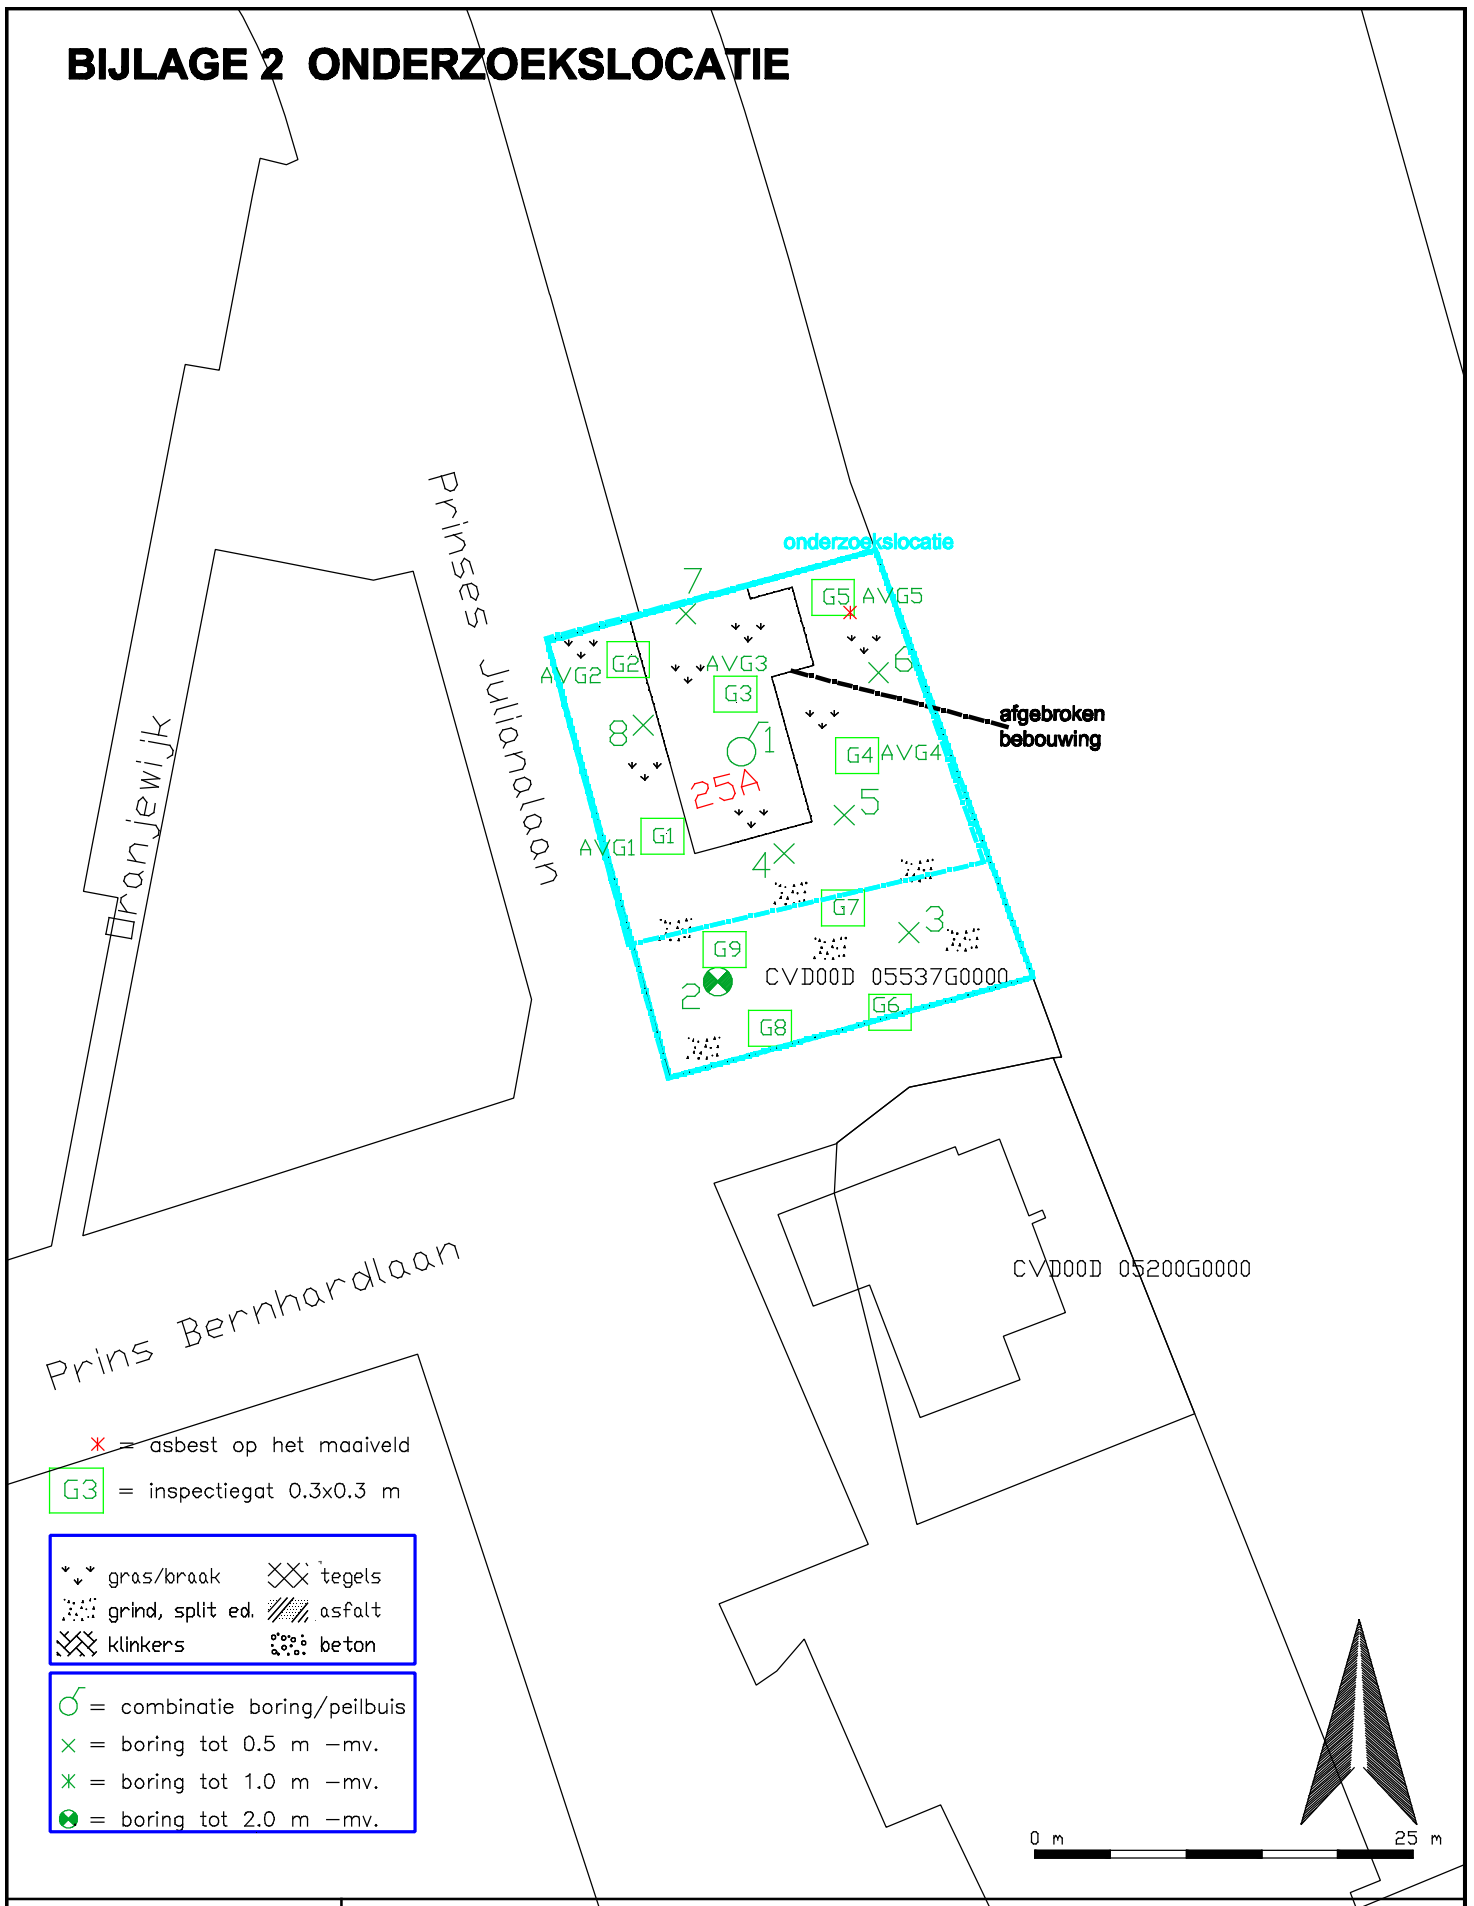 BIJLAGE 2 ONDERZOEKSLOCATIE
Prinses Julianalaan
Oranjewijk
onderzoekslocatie
7
G5 AVG5
G2
AVG2
AVG3
G3
6
afgebroken
bebouwing
8
1
G4 AVG4
25A
5
G1
AVG1
4
G7
3
G9
CVD00D 05537G0000
2
G6
G8
CVD00D 05200G0000
Prins Bernhardlaan
= asbest op het maaiveld
G3 = inspectiegat 0.3x0.3 m
gras/braak tegels
grind, split ed. asfalt
klinkers beton
= combinatie boring/peilbuis
= boring tot 0.5 m -mv.
= boring tot 1.0 m -mv.
= boring tot 2.0 m -mv.
0 m 25 m